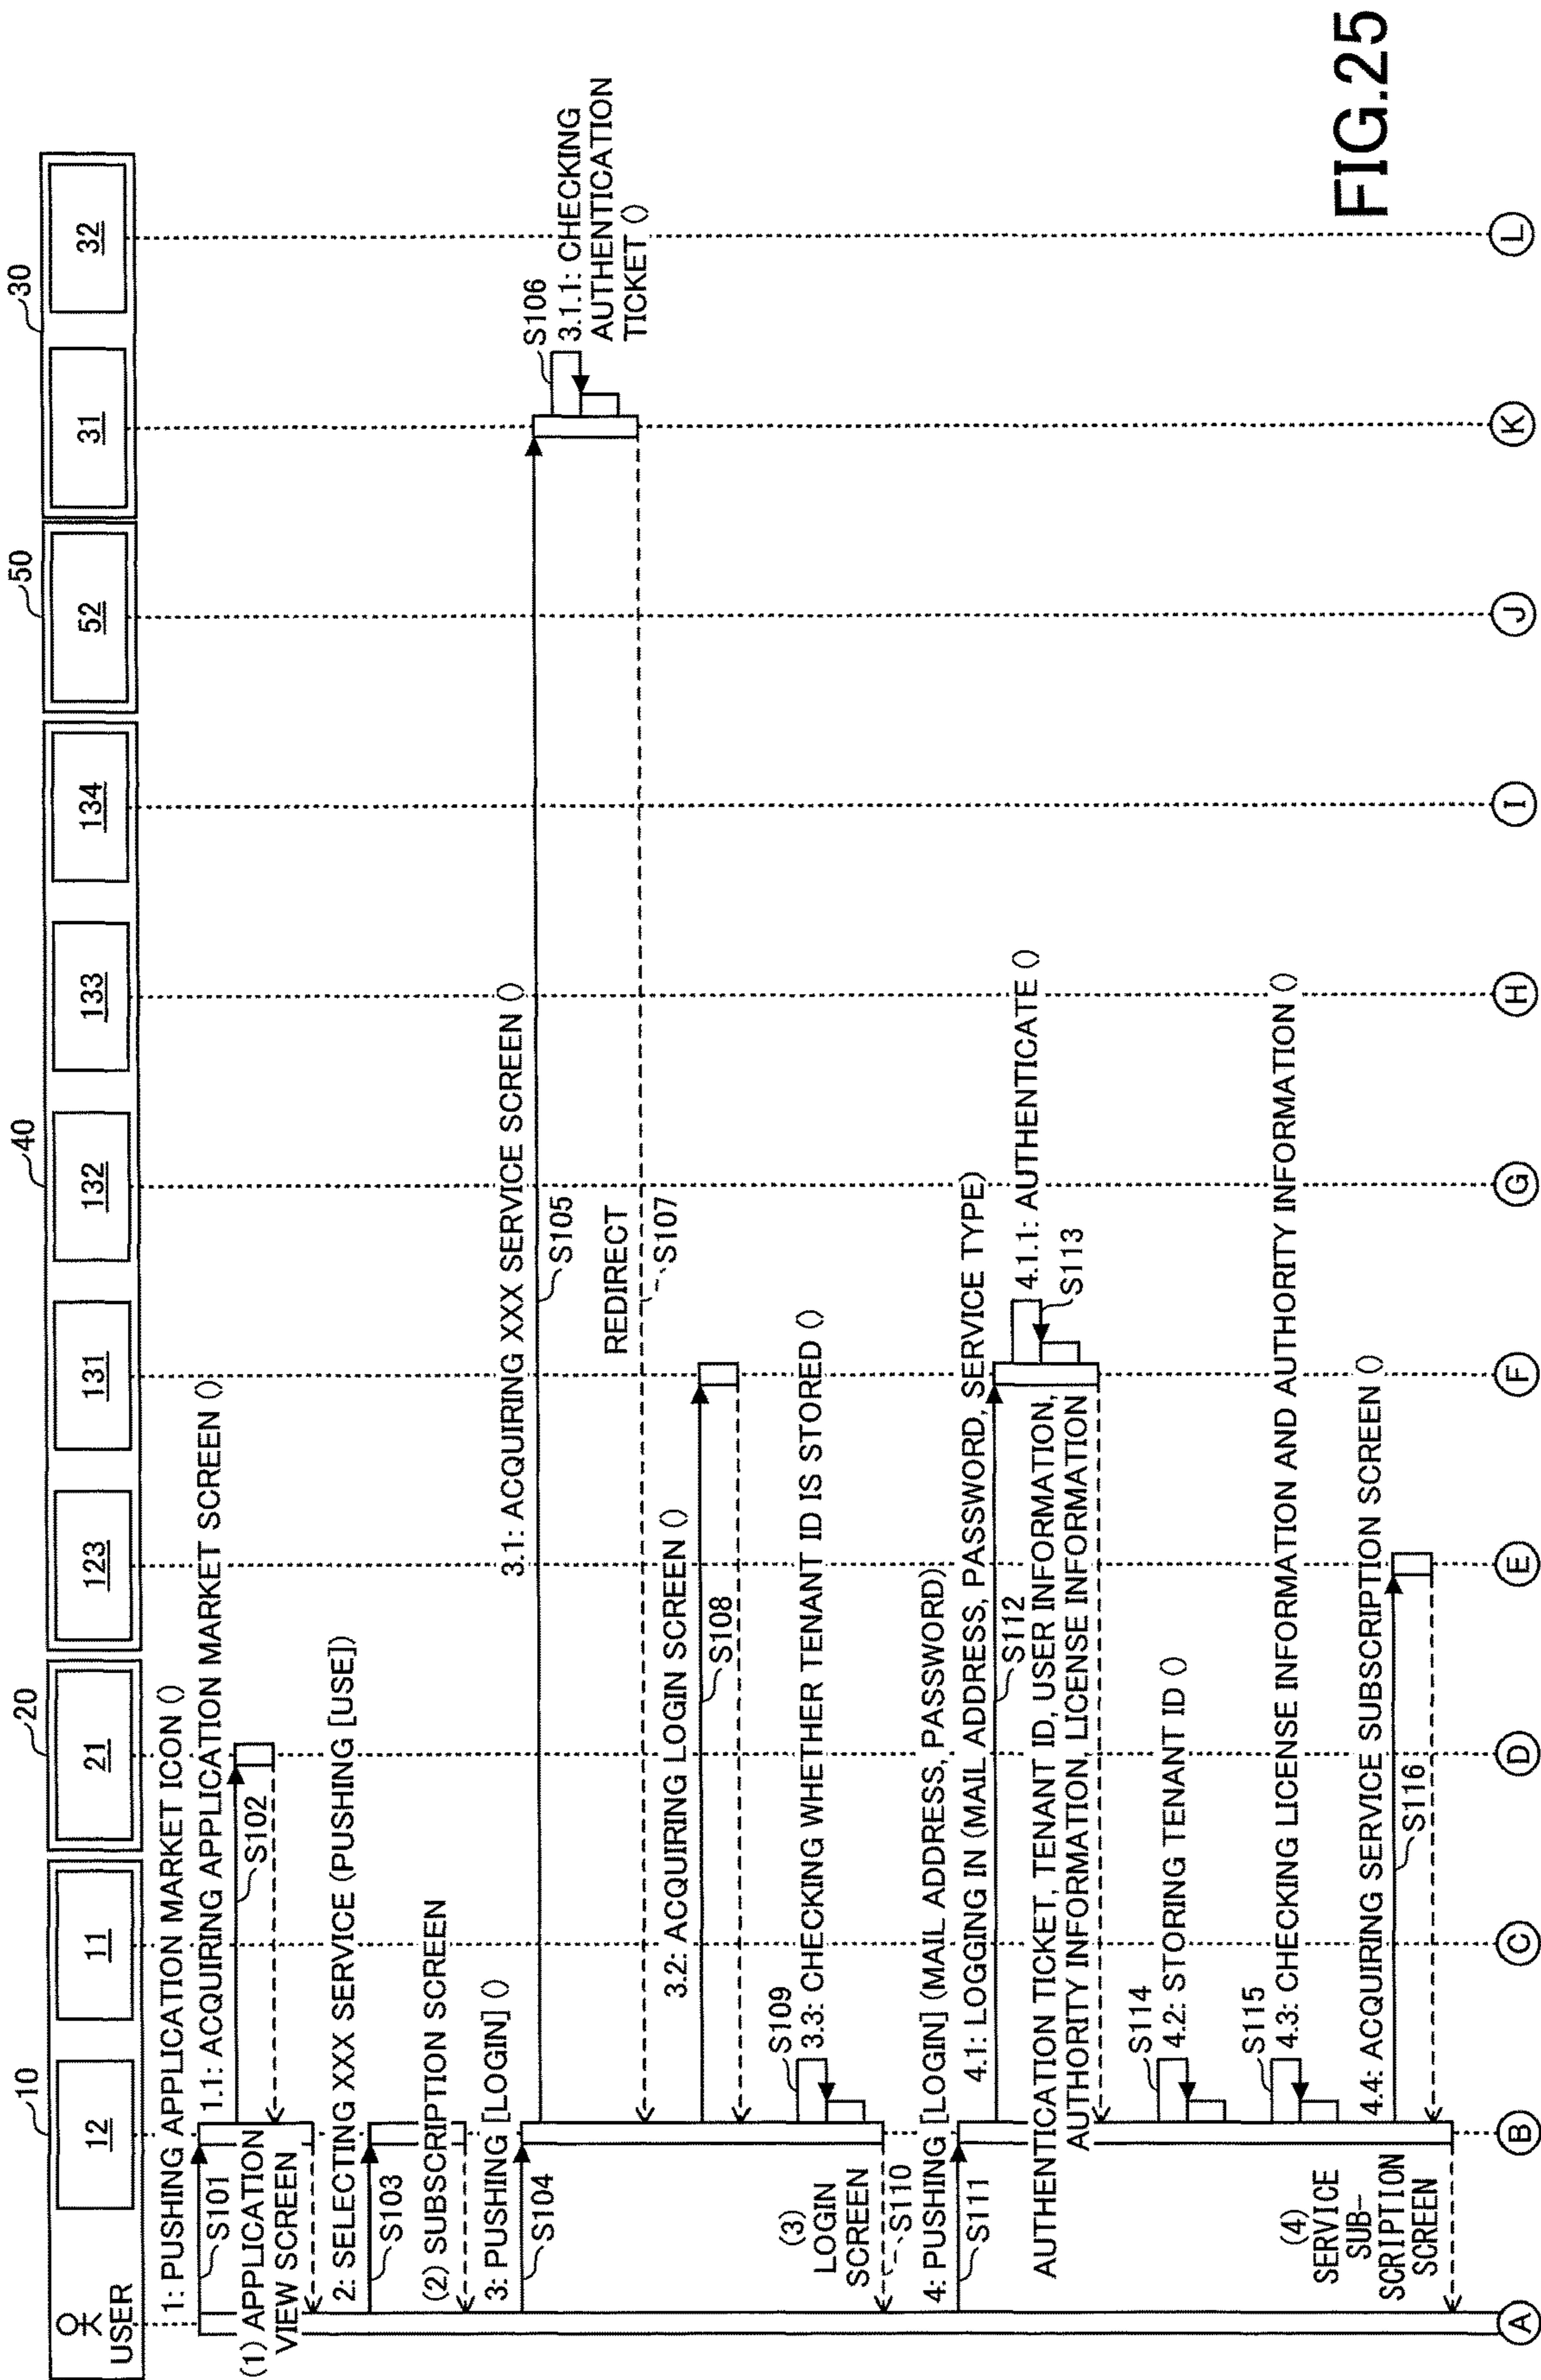 FIG.25
10
20
40
50
30
USER
12
11
21
123
131
132
133
134
52
31
32
1: PUSHING APPLICATION MARKET ICON ()
S101
1.1: ACQUIRING APPLICATION MARKET SCREEN ()
S102
(1) APPLICATION
VIEW SCREEN
2: SELECTING XXX SERVICE (PUSHING [USE])
S103
(2) SUBSCRIPTION SCREEN
3: PUSHING [LOGIN] ()
S104
3.1: ACQUIRING XXX SERVICE SCREEN ()
S105
S106
3.1.1: CHECKING
AUTHENTICATION
TICKET ()
REDIRECT
S107
3.2: ACQUIRING LOGIN SCREEN ()
S108
S109
3.3: CHECKING WHETHER TENANT ID IS STORED ()
(3)
LOGIN
SCREEN
S110
4: PUSHING [LOGIN] (MAIL ADDRESS, PASSWORD)
S111
4.1: LOGGING IN (MAIL ADDRESS, PASSWORD, SERVICE TYPE)
S112
4.1.1: AUTHENTICATE ()
S113
AUTHENTICATION TICKET, TENANT ID, USER INFORMATION,
AUTHORITY INFORMATION, LICENSE INFORMATION
S114
4.2: STORING TENANT ID ()
S115
4.3: CHECKING LICENSE INFORMATION AND AUTHORITY INFORMATION ()
4.4: ACQUIRING SERVICE SUBSCRIPTION SCREEN ()
S116
(4)
SERVICE
SUB-
SCRIPTION
SCREEN
A
B
C
D
E
F
G
H
I
J
K
L